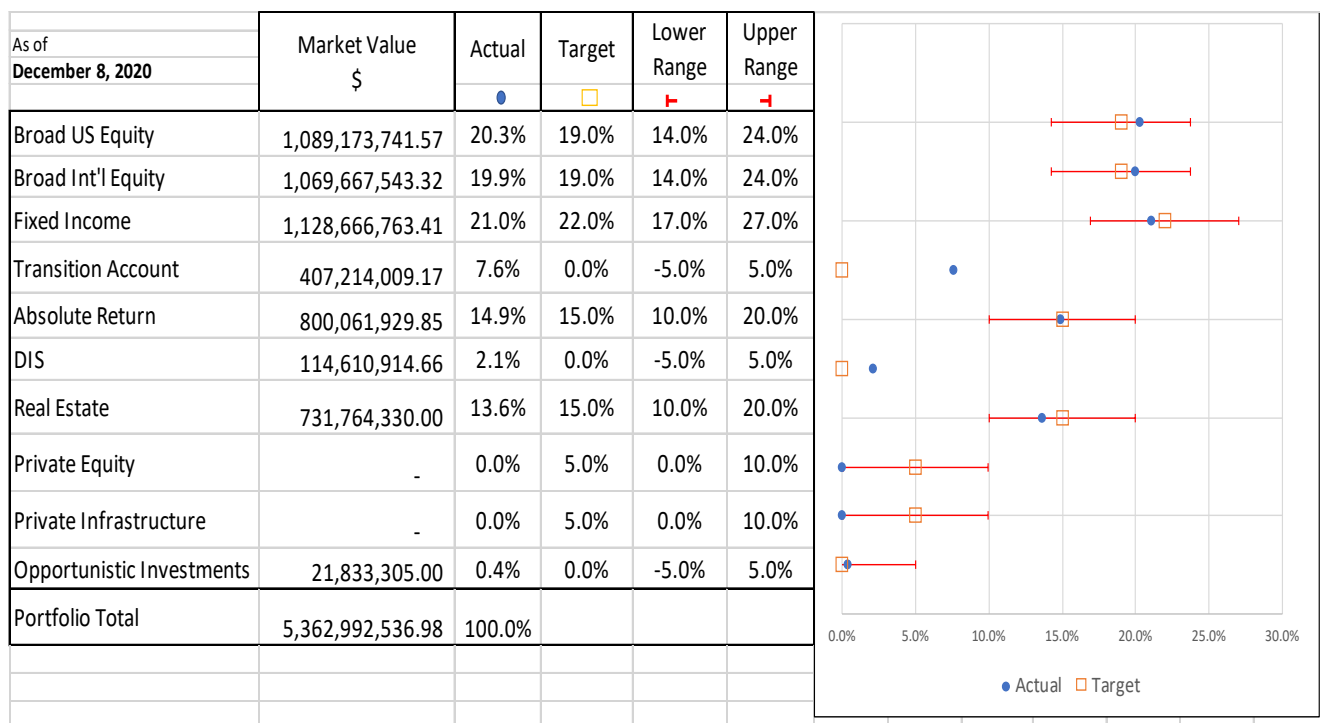 As of
December 8, 2020
Market Value
$
Actual
Target
Lower
Range
Upper
Range
Broad US Equity 1,089,173,741.57 20.3% 19.0% 14.0% 24.0%
Broad Int'l Equity 1,069,667,543.32 19.9% 19.0% 14.0% 24.0%
Fixed Income 1,128,666,763.41 21.0% 22.0% 17.0% 27.0%
Transition Account 407,214,009.17 7.6% 0.0% -5.0% 5.0%
Absolute Return 800,061,929.85 14.9% 15.0% 10.0% 20.0%
DIS 114,610,914.66 2.1% 0.0% -5.0% 5.0%
Real Estate 731,764,330.00 13.6% 15.0% 10.0% 20.0%
Private Equity - 0.0% 5.0% 0.0% 10.0%
Private Infrastructure - 0.0% 5.0% 0.0% 10.0%
Opportunistic Investments 21,833,305.00 0.4% 0.0% -5.0% 5.0%
Portfolio Total 5,362,992,536.98 100.0%
0.0% 5.0% 10.0% 15.0% 20.0% 25.0% 30.0%
Actual Target